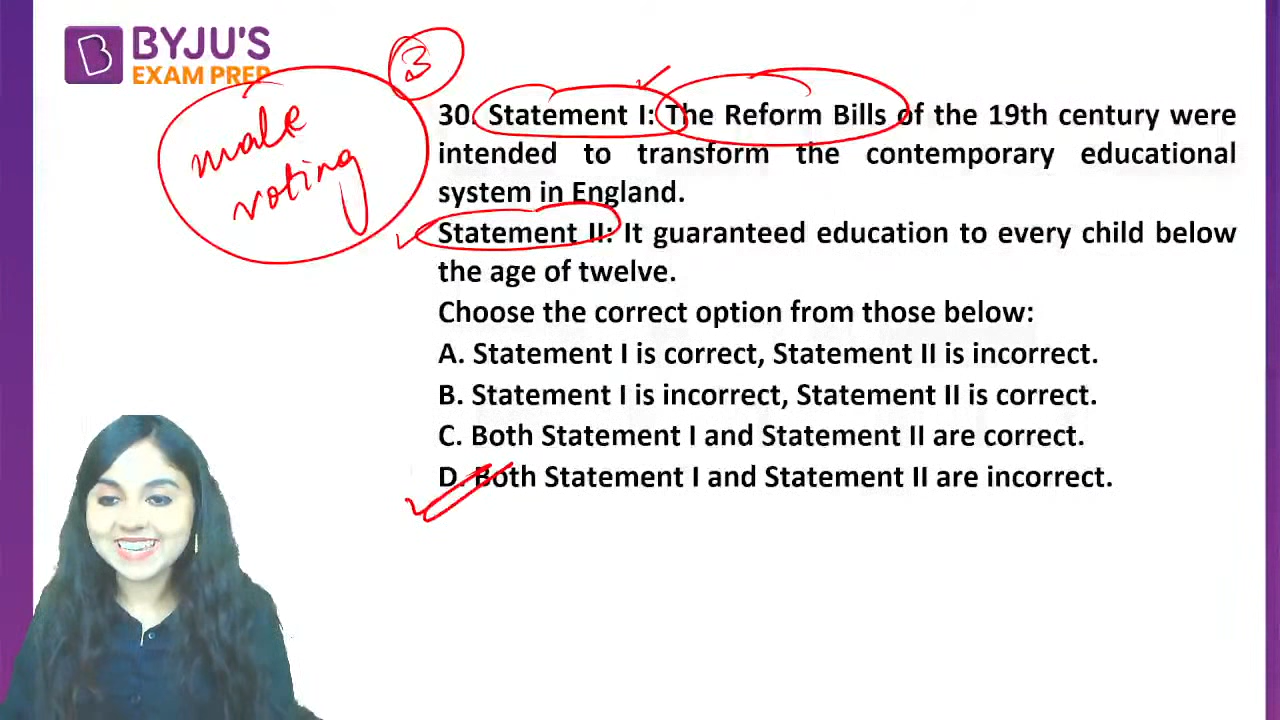 BYJU'S
EXAM PREP
3
male
voting
30. Statement I: The Reform Bills of the 19th century were
intended to transform the contemporary educational
system in England.
Statement II: It guaranteed education to every child below
the age of twelve.
Choose the correct option from those below:
A. Statement I is correct, Statement II is incorrect.
B. Statement I is incorrect, Statement II is correct.
C. Both Statement I and Statement II are correct.
D. Both Statement I and Statement II are incorrect.